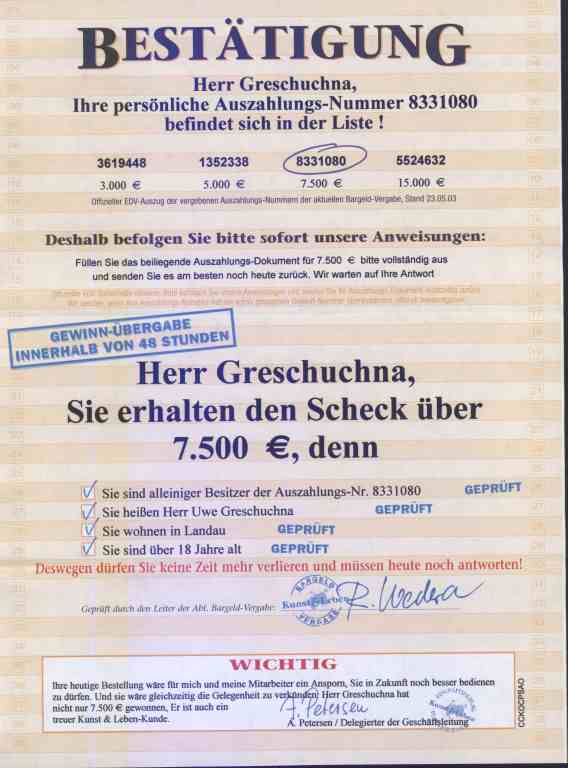 BESTÄTIGUNG
Herr Greschuchna,
Ihre persönliche Auszahlungs-Nummer 8331080
befindet sich in der Liste !
3619448 1352338 8331080 5524632
3.000 € 5.000 € 7.500 € 15.000 €
Offizieller EDV-Auszug der vergebenen Auszahlungs-Nummern der aktuellen Bargeld-Vergabe, Stand 23.05.03
Deshalb befolgen Sie bitte sofort unsere Anweisungen:
Füllen Sie das beiliegende Auszahlungs-Dokument für 7.500 € bitte vollständig aus
und senden Sie es am besten noch heute zurück. Wir warten auf Ihre Antwort
GEWINN-ÜBERGABE
INNERHALB VON 48 STUNDEN
Herr Greschuchna,
Sie erhalten den Scheck über
7.500 €, denn
Sie sind alleiniger Besitzer der Auszahlungs-Nr. 8331080 GEPRÜFT
Sie heißen Herr Uwe Greschuchna GEPRÜFT
Sie wohnen in Landau GEPRÜFT
Sie sind über 18 Jahre alt GEPRÜFT
Deswegen dürfen Sie keine Zeit mehr verlieren und müssen heute noch antworten!
Geprüft durch den Leiter der Abt. Bargeld-Vergabe:
BARGELD
Kunst & Leben
VERGABE
R. Wedera
WICHTIG
Ihre heutige Bestellung wäre für mich und meine Mitarbeiter ein Ansporn, Sie in Zukunft noch besser bedienen
zu dürfen. Und sie wäre gleichzeitig die Gelegenheit zu verkünden: Herr Greschuchna hat
nicht nur 7.500 € gewonnen, Er ist auch ein
treuer Kunst & Leben-Kunde.
A. Petersen
A. Petersen / Delegierter der Geschäftsleitung
CCKOCPSAO